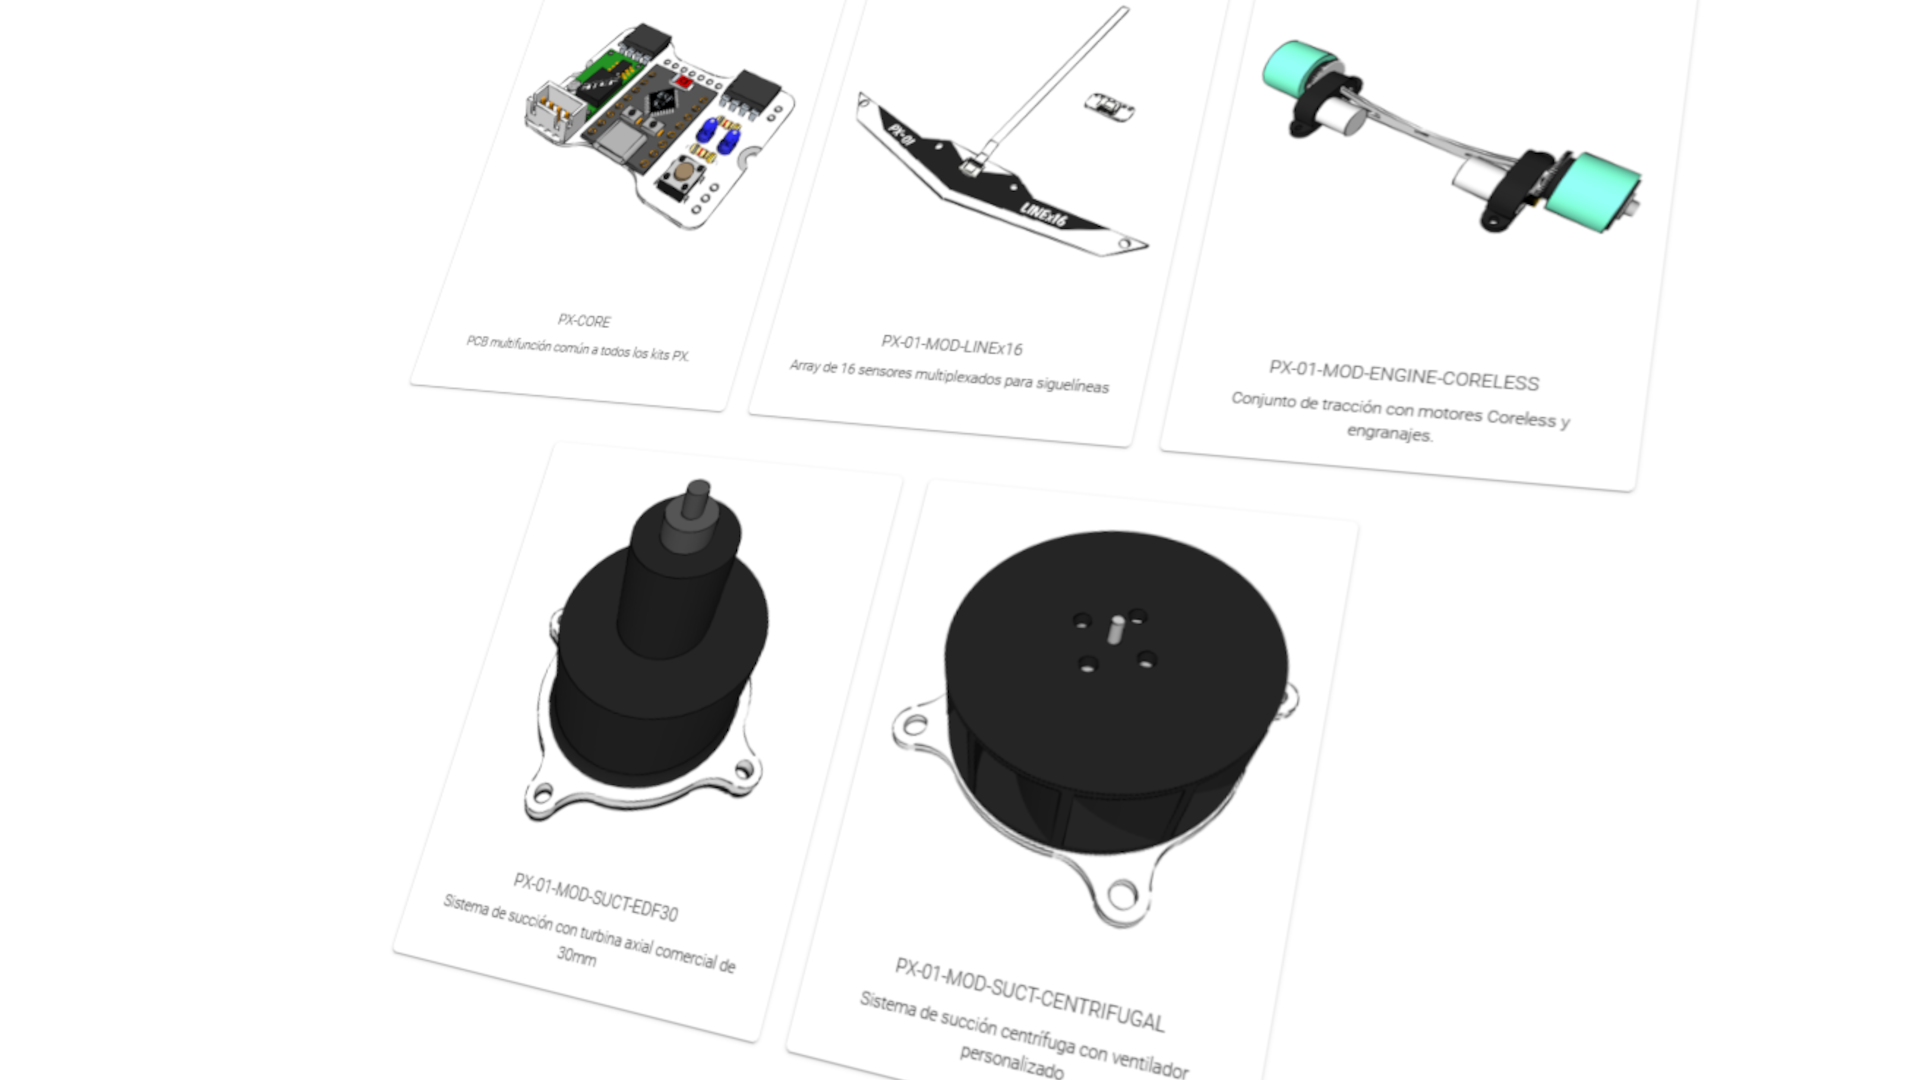 PX-01
LINEx16
PX-CORE
PCB multifunción común a todos los kits PX.
PX-01-MOD-LINEx16
Array de 16 sensores multiplexados para siguelíneas
PX-01-MOD-ENGINE-CORELESS
Conjunto de tracción con motores Coreless y
engranajes.
PX-01-MOD-SUCT-EDF30
Sistema de succión con turbina axial comercial de
30mm
PX-01-MOD-SUCT-CENTRIFUGAL
Sistema de succión centrífuga con ventilador
personalizado